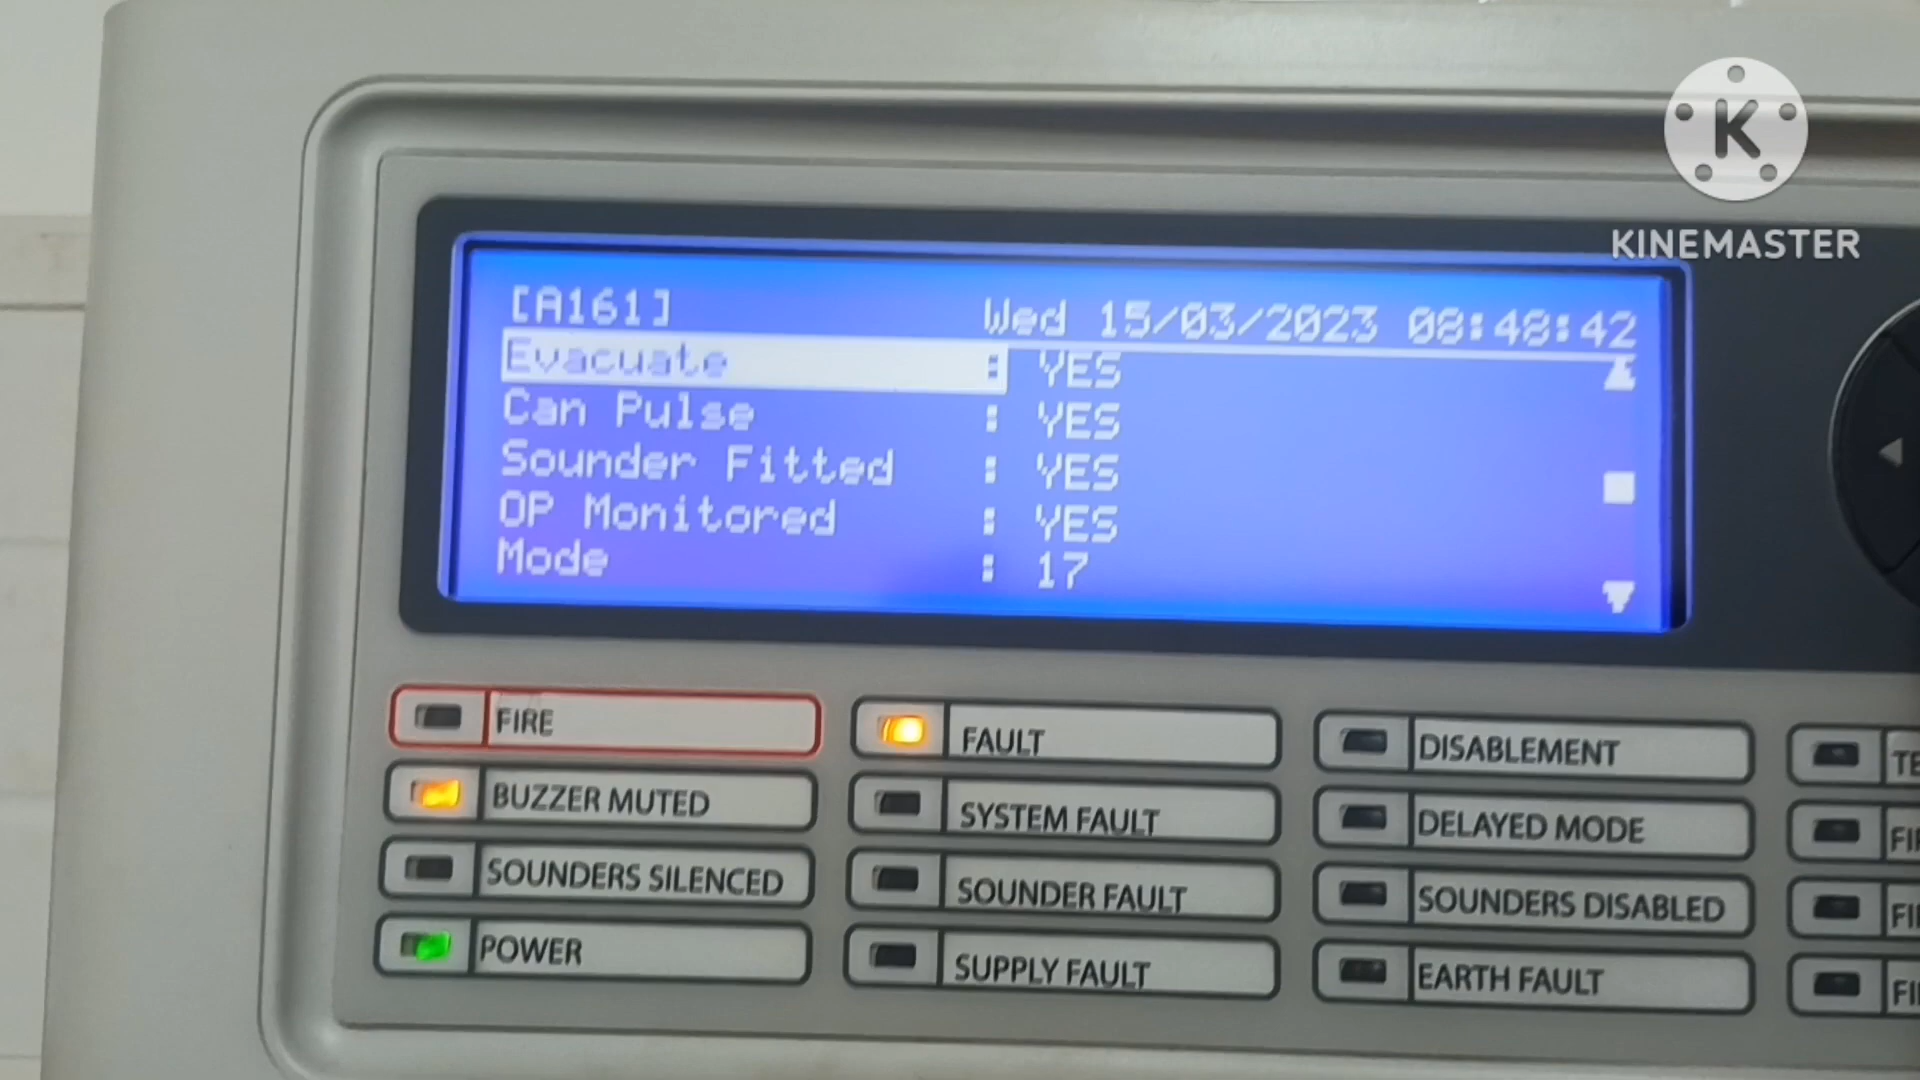 K
KINEMASTER
[A161] Wed 15/03/2023 08:48:42
Evacuate : YES
Can Pulse : YES
Sounder Fitted : YES
OP Monitored : YES
Mode : 17
FIRE FAULT DISABLEMENT
BUZZER MUTED SYSTEM FAULT DELAYED MODE
SOUNDERS SILENCED SOUNDER FAULT SOUNDERS DISABLED
POWER SUPPLY FAULT EARTH FAULT